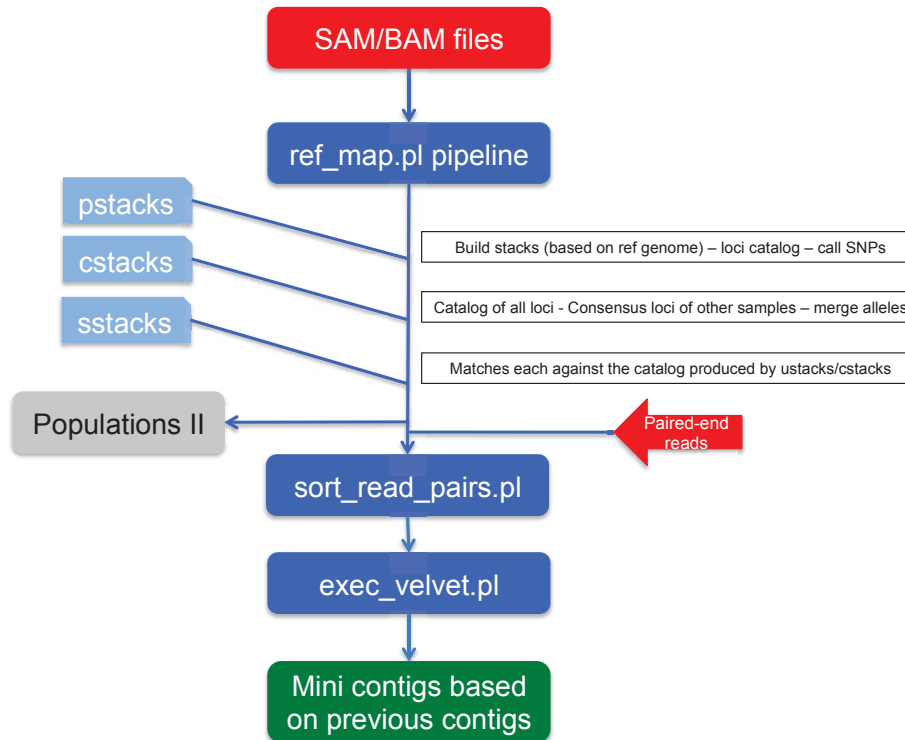 SAM/BAM files
ref_map.pl pipeline
pstacks
Build stacks (based on ref genome) – loci catalog – call SNPs
cstacks
Catalog of all loci - Consensus loci of other samples – merge alleles
sstacks
Matches each against the catalog produced by ustacks/cstacks
Populations II
Paired-end
reads
sort_read_pairs.pl
exec_velvet.pl
Mini contigs based
on previous contigs